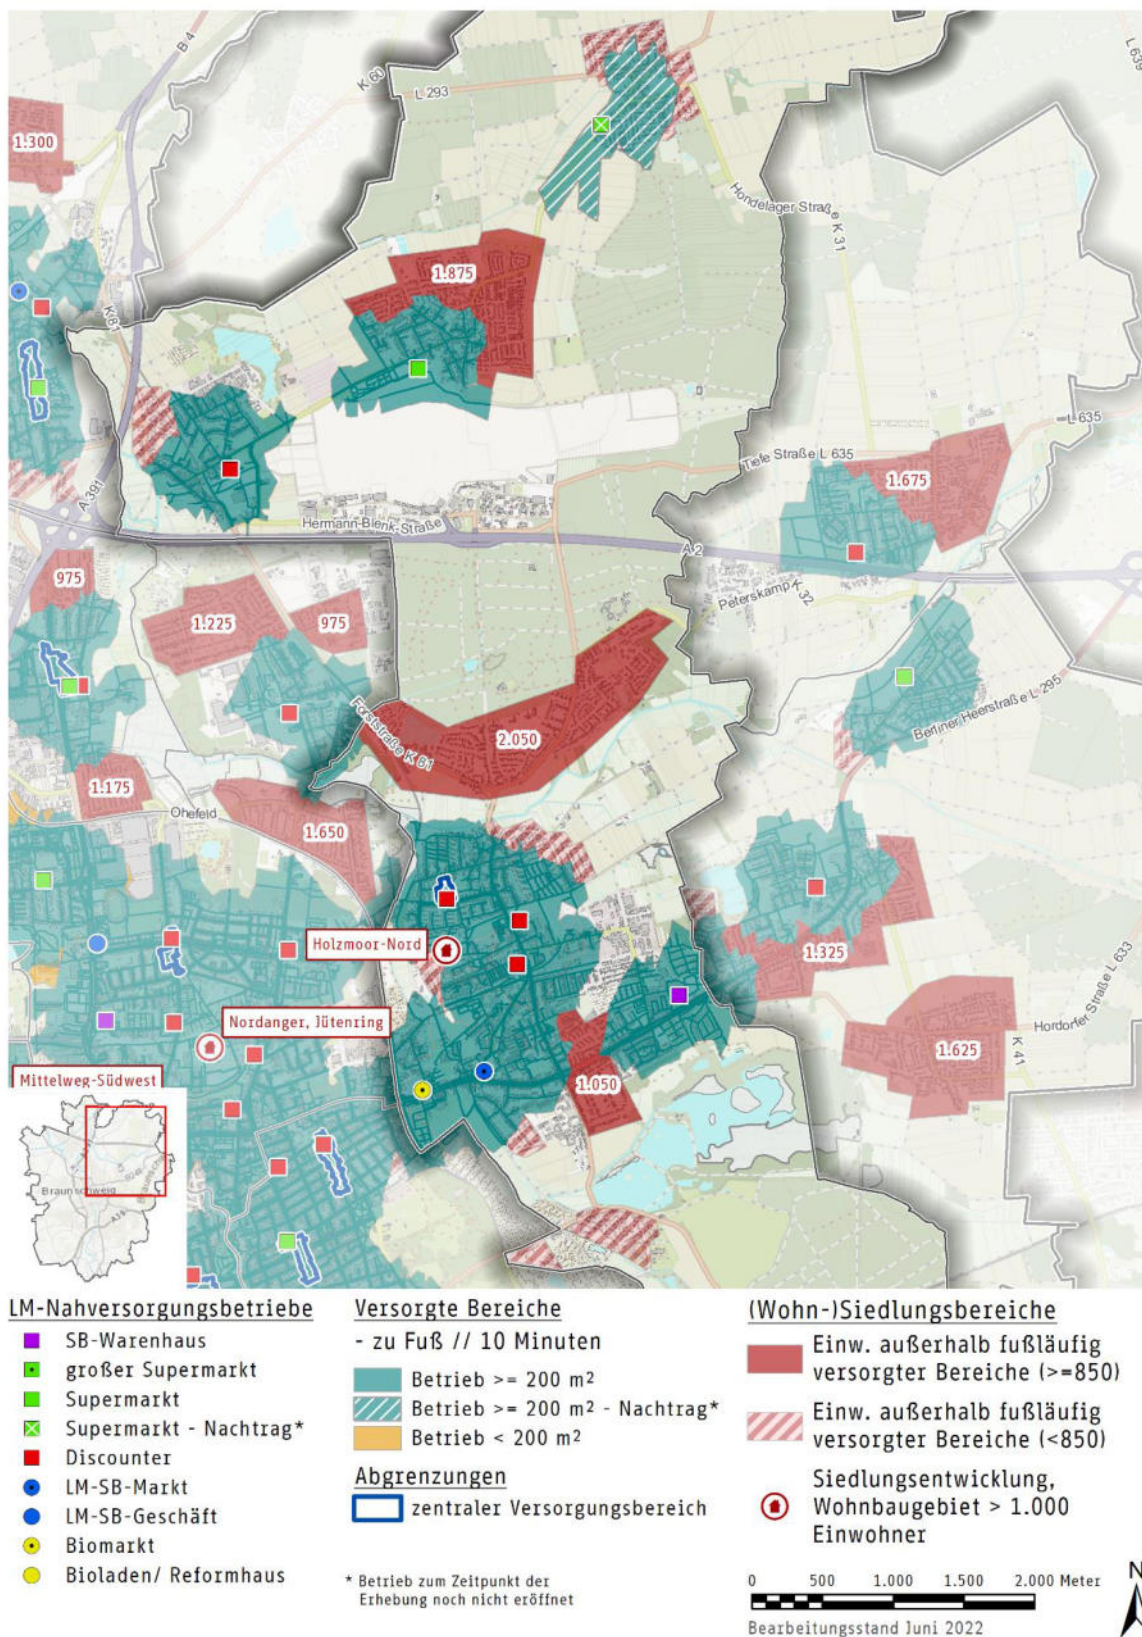 B 4
K 60
L 293
L 639
1.300
Hondelager Straße K 31
1.875
K 81
A 391
L 635
Tiefe Straße L 635
1.675
Hermann-Blenk-Straße
A 2
975
Peterskamp K 32
1.225
975
Forststraße K 81
2.050
Berliner Heerstraße L 295
1.175
Ohefeld
1.650
Holzmoor-Nord
1.325
Hordorfer Straße L 633
Nordanger, Jütenring
1.625
K 41
Mittelweg-Südwest
1.050
Braunschweig
A39
LM-Nahversorgungsbetriebe
SB-Warenhaus
großer Supermarkt
Supermarkt
Supermarkt - Nachtrag*
Discounter
LM-SB-Markt
LM-SB-Geschäft
Biomarkt
Bioladen/ Reformhaus
Versorgte Bereiche
- zu Fuß // 10 Minuten
Betrieb >= 200 m²
Betrieb >= 200 m² - Nachtrag*
Betrieb < 200 m²
Abgrenzungen
zentraler Versorgungsbereich
* Betrieb zum Zeitpunkt der
Erhebung noch nicht eröffnet
(Wohn-)Siedlungsbereiche
Einw. außerhalb fußläufig
versorgter Bereiche (>=850)
Einw. außerhalb fußläufig
versorgter Bereiche (<850)
Siedlungsentwicklung,
Wohnbaugebiet > 1.000
Einwohner
0 500 1.000 1.500 2.000 Meter
N
Bearbeitungsstand Juni 2022